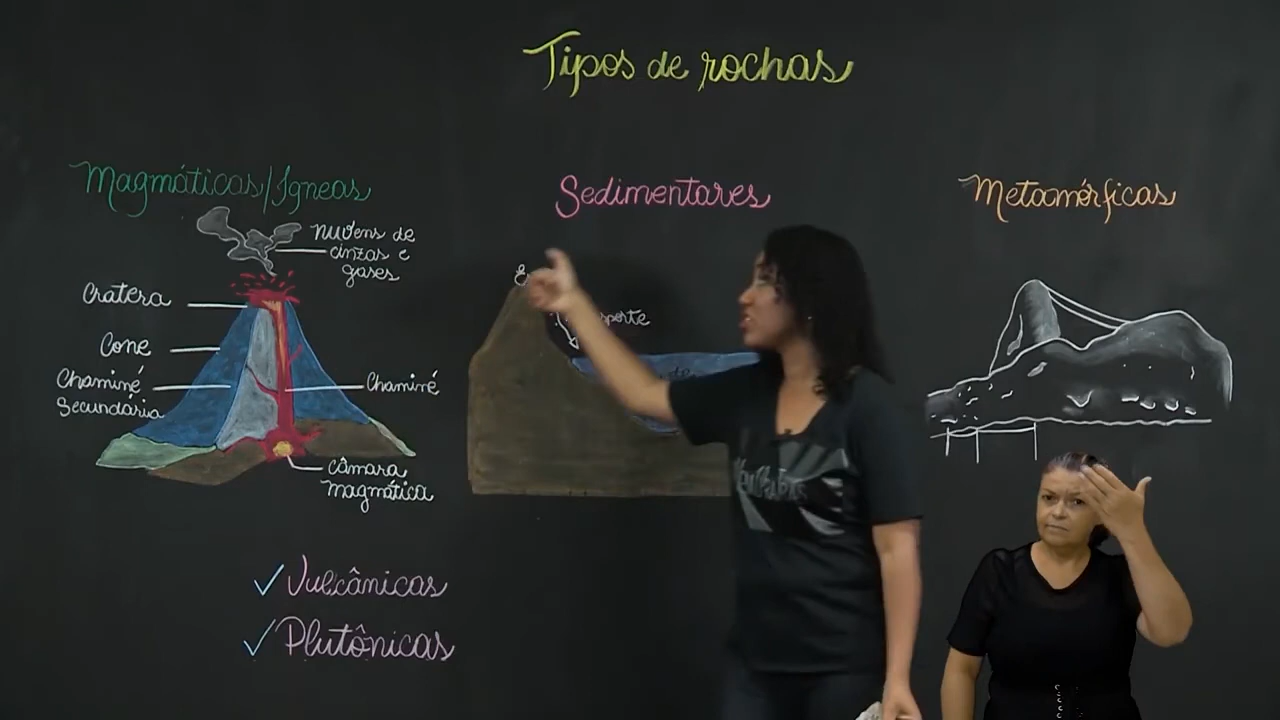 Tipos de rochas
Magmáticas/Ígneas
Nuvens de
cinzas e
gases
Cratera
Cone
Chaminé
Secundária
Chaminé
câmara
magmática
Vulcânicas
Plutônicas
Sedimentares
Metamórficas